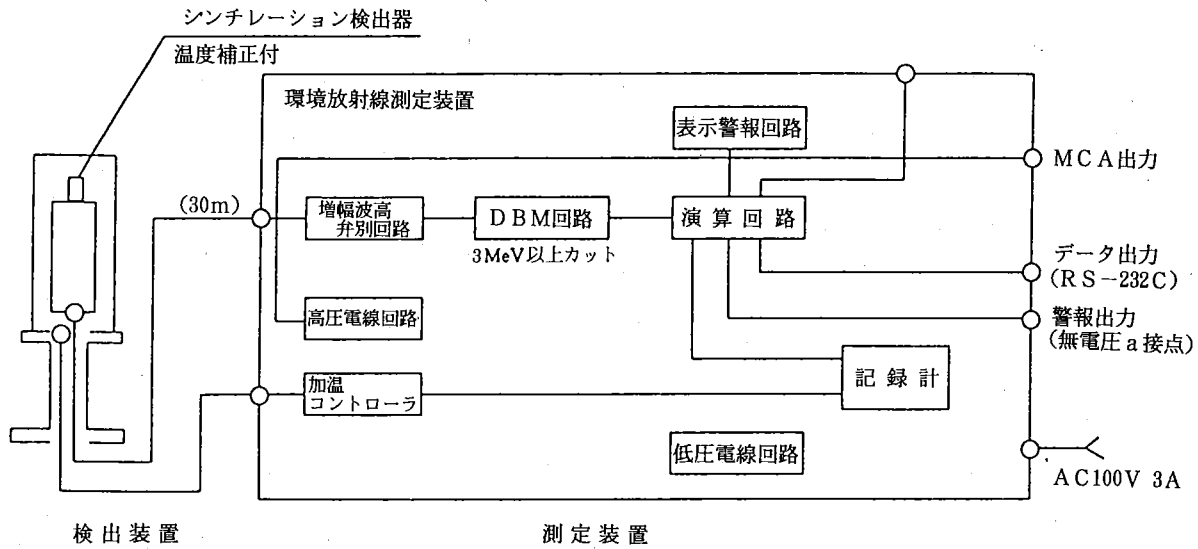 シンチレーション検出器
温度補正付
環境放射線測定装置
表示警報回路
MCA出力
(30m)
増幅波高
弁別回路
DBM回路
3MeV以上カット
演算回路
データ出力
(RS-232C)
高圧電線回路
警報出力
(無電圧a接点)
加温
コントローラ
記録計
低圧電線回路
AC100V 3A
検出装置
測定装置